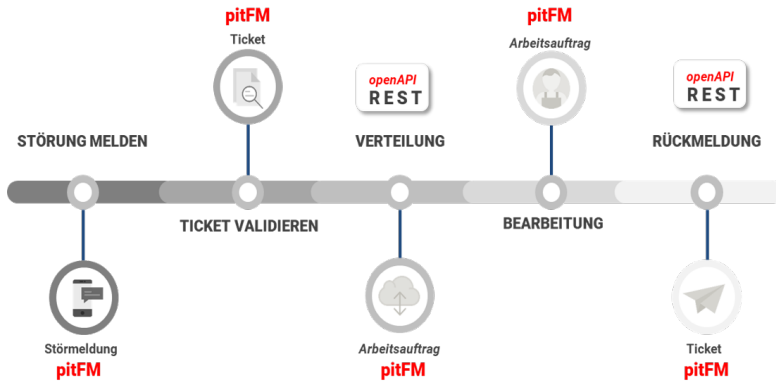 pitFM
Ticket
pitFM
Arbeitsauftrag
openAPI
REST
openAPI
REST
STÖRUNG MELDEN
VERTEILUNG
RÜCKMELDUNG
TICKET VALIDIEREN
BEARBEITUNG
Störmeldung
pitFM
Arbeitsauftrag
pitFM
Ticket
pitFM